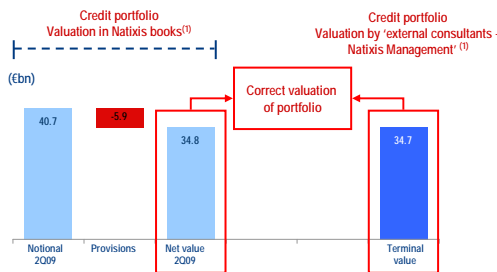 Credit portfolio
Valuation in Natixis books(1)
Credit portfolio
Valuation by 'external consultants -
Natixis Management' (1)
(€bn)
Correct valuation
of portfolio
40.7
-5.9
34.8
34.7
Notional
2Q09
Provisions
Net value
2Q09
Terminal
value